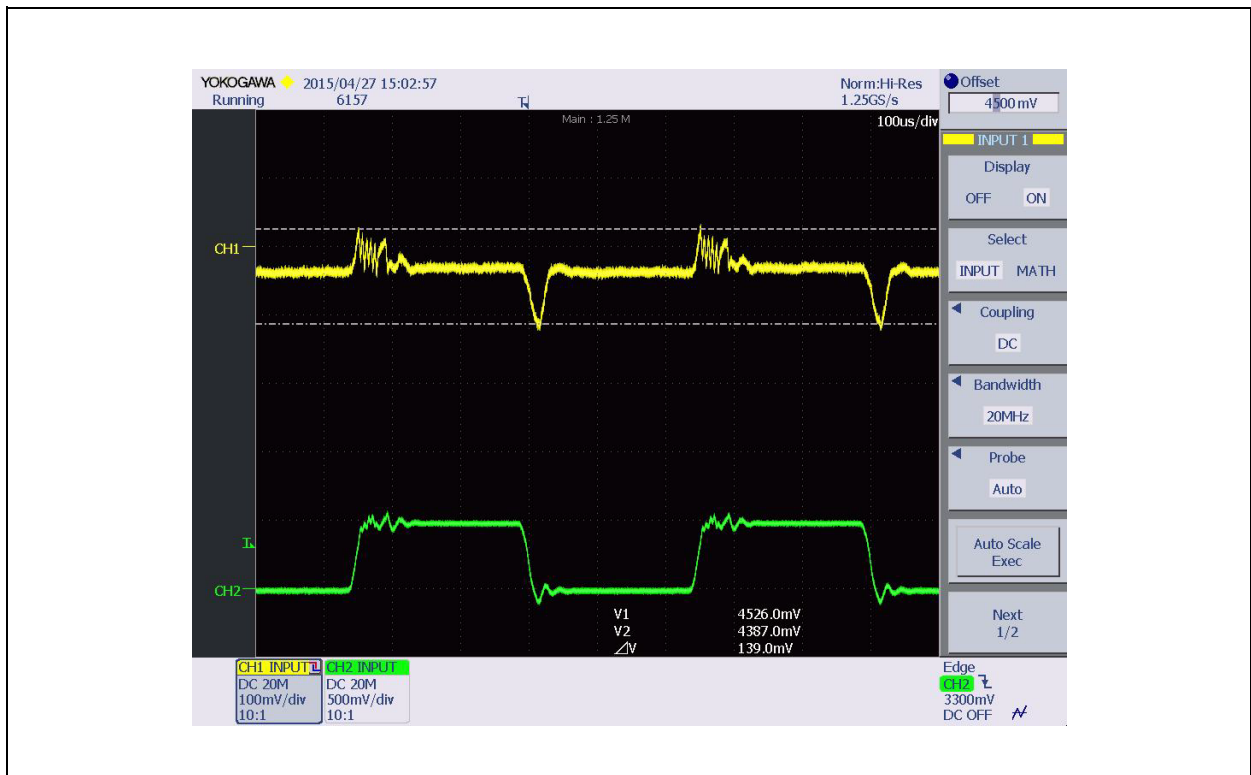 YOKOGAWA 2015/04/27 15:02:57 Norm:Hi-Res
Running 6157 1.25GS/s
Main : 1.25 M 100us/div
CH1
CH2
V1 4526.0mV
V2 4387.0mV
⊿V 139.0mV
CH1 INPUT CH2 INPUT
DC 20M DC 20M
100mV/div 500mV/div
10:1 10:1
Edge
CH2
3300mV
DC OFF
Offset
4500 mV
INPUT 1
Display
OFF ON
Select
INPUT MATH
Coupling
DC
Bandwidth
20MHz
Probe
Auto
Auto Scale
Exec
Next
1/2